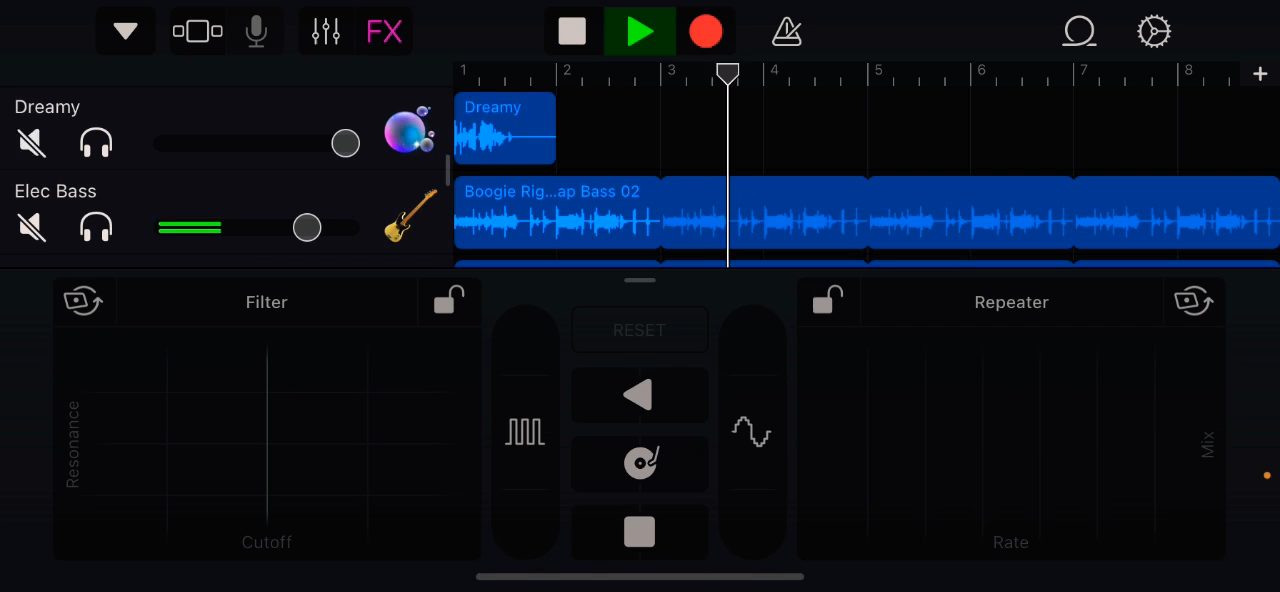 FX
1 2 3 4 5 6 7 8 +
Dreamy
Dreamy
Elec Bass
Boogie Rig...ap Bass 02
Filter
RESET
Repeater
Resonance
Mix
Cutoff
Rate